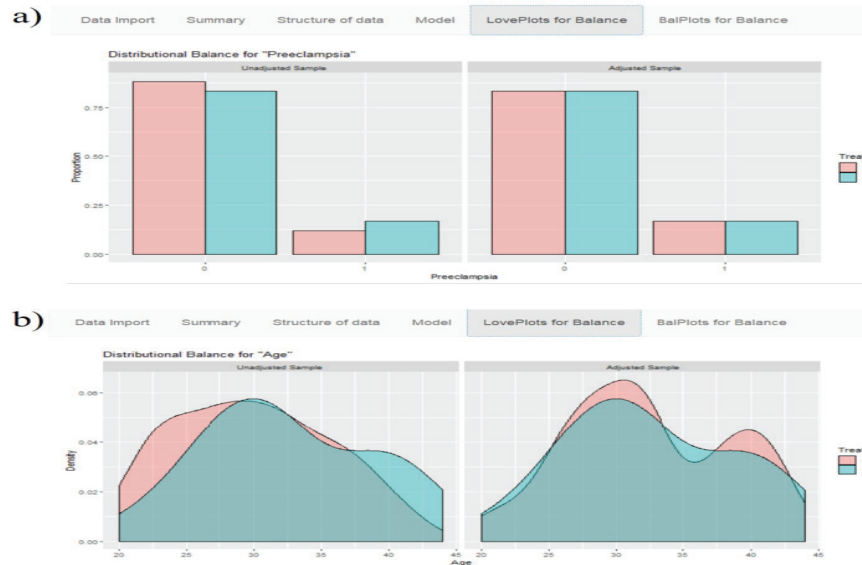 a)
Data Import Summary Structure of data Model LovePlots for Balance BalPlots for Balance
Distributional Balance for "Preeclampsia"
Unadjusted Sample Adjusted Sample
Proportion
0.75
0.50
0.25
0.00
0 1 0 1
Preeclampsia
Trea
b)
Data Import Summary Structure of data Model LovePlots for Balance BalPlots for Balance
Distributional Balance for "Age"
Unadjusted Sample Adjusted Sample
Density
0.06
0.04
0.02
0.00
20 25 30 35 40 45 20 25 30 35 40 45
Age
Trea